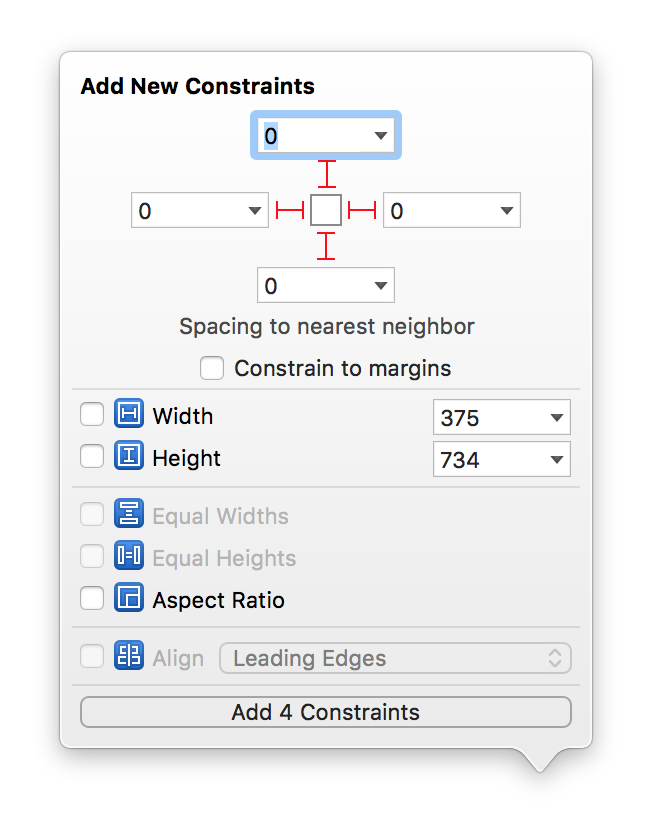 Add New Constraints
0
0 0
0
Spacing to nearest neighbor
Constrain to margins
Width 375
Height 734
Equal Widths
Equal Heights
Aspect Ratio
Align Leading Edges
Add 4 Constraints